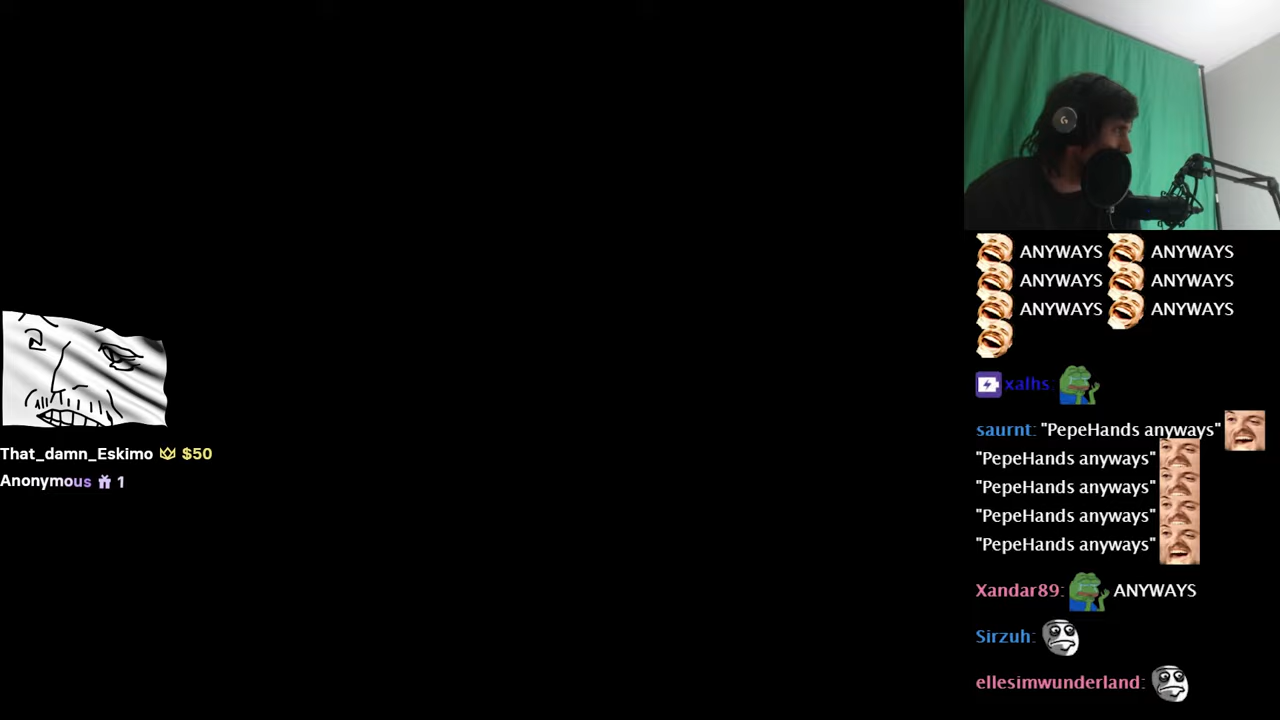 ANYWAYS ANYWAYS
ANYWAYS ANYWAYS
ANYWAYS ANYWAYS
xalhs:
saurnt: "PepeHands anyways"
"PepeHands anyways"
"PepeHands anyways"
"PepeHands anyways"
"PepeHands anyways"
Xandar89: ANYWAYS
Sirzuh:
ellesimwunderland:
That_damn_Eskimo $50
Anonymous 1